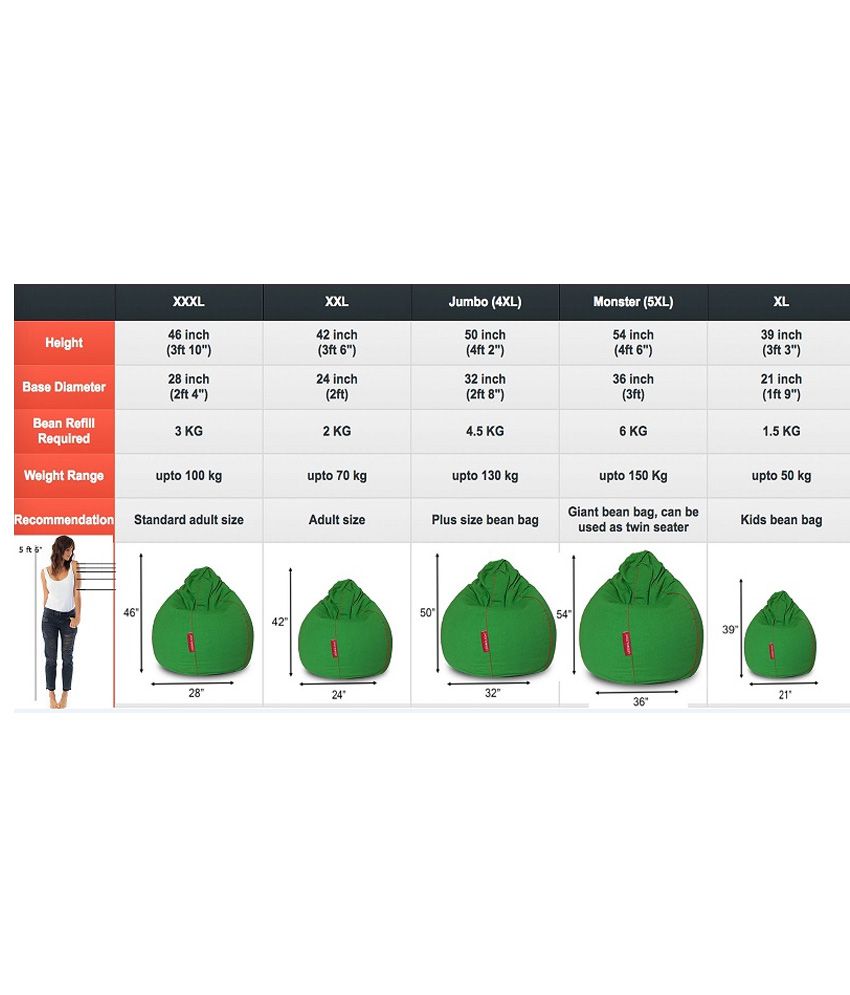 XXXL XXL Jumbo (4XL) Monster (5XL) XL
Height 46 inch 42 inch 50 inch 54 inch 39 inch
(3ft 10") (3ft 6") (4ft 2") (4ft 6") (3ft 3")
Base Diameter 28 inch 24 inch 32 inch 36 inch 21 inch
(2ft 4") (2ft) (2ft 8") (3ft) (1ft 9")
Bean Refill
Required 3 KG 2 KG 4.5 KG 6 KG 1.5 KG
Weight Range upto 100 kg upto 70 kg upto 130 kg upto 150 Kg upto 50 kg
Recommendation Standard adult size Adult size Plus size bean bag Giant bean bag, can be Kids bean bag
used as twin seater
5 ft 6"
46" 42" 50" 54" 39"
28" 24" 32" 36" 21"